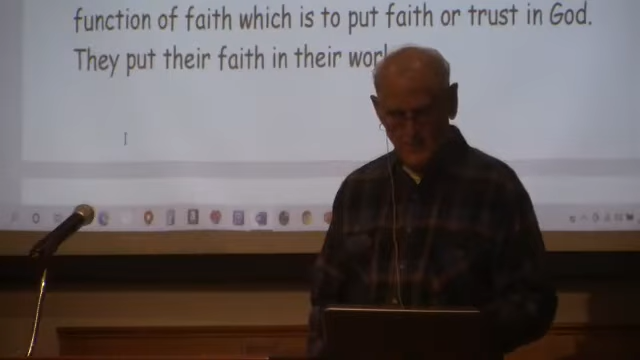 function of faith which is to put faith or trust in God.
They put their faith in their